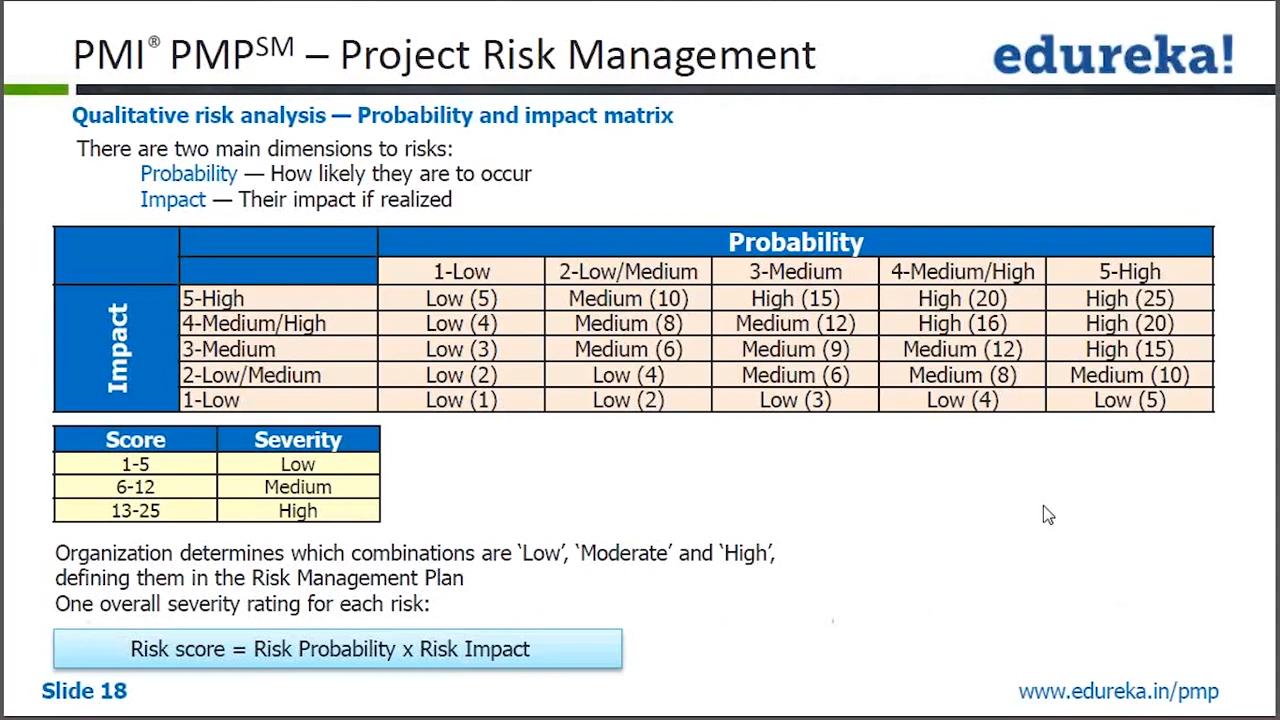 PMI® PMP℠ – Project Risk Management
edureka!
Qualitative risk analysis — Probability and impact matrix
There are two main dimensions to risks:
Probability — How likely they are to occur
Impact — Their impact if realized
Probability
1-Low 2-Low/Medium 3-Medium 4-Medium/High 5-High
Impact
5-High Low (5) Medium (10) High (15) High (20) High (25)
4-Medium/High Low (4) Medium (8) Medium (12) High (16) High (20)
3-Medium Low (3) Medium (6) Medium (9) Medium (12) High (15)
2-Low/Medium Low (2) Low (4) Medium (6) Medium (8) Medium (10)
1-Low Low (1) Low (2) Low (3) Low (4) Low (5)
Score Severity
1-5 Low
6-12 Medium
13-25 High
Organization determines which combinations are ‘Low’, ‘Moderate’ and ‘High’,
defining them in the Risk Management Plan
One overall severity rating for each risk:
Risk score = Risk Probability x Risk Impact
Slide 18
www.edureka.in/pmp